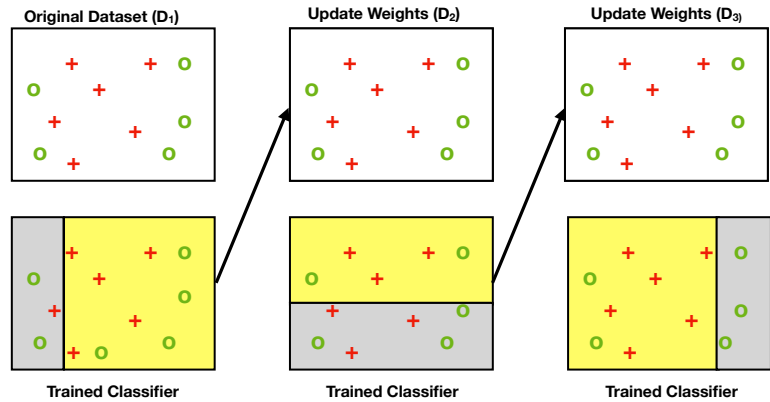 Original Dataset (D₁)
Update Weights (D₂)
Update Weights (D₃)
Trained Classifier
Trained Classifier
Trained Classifier